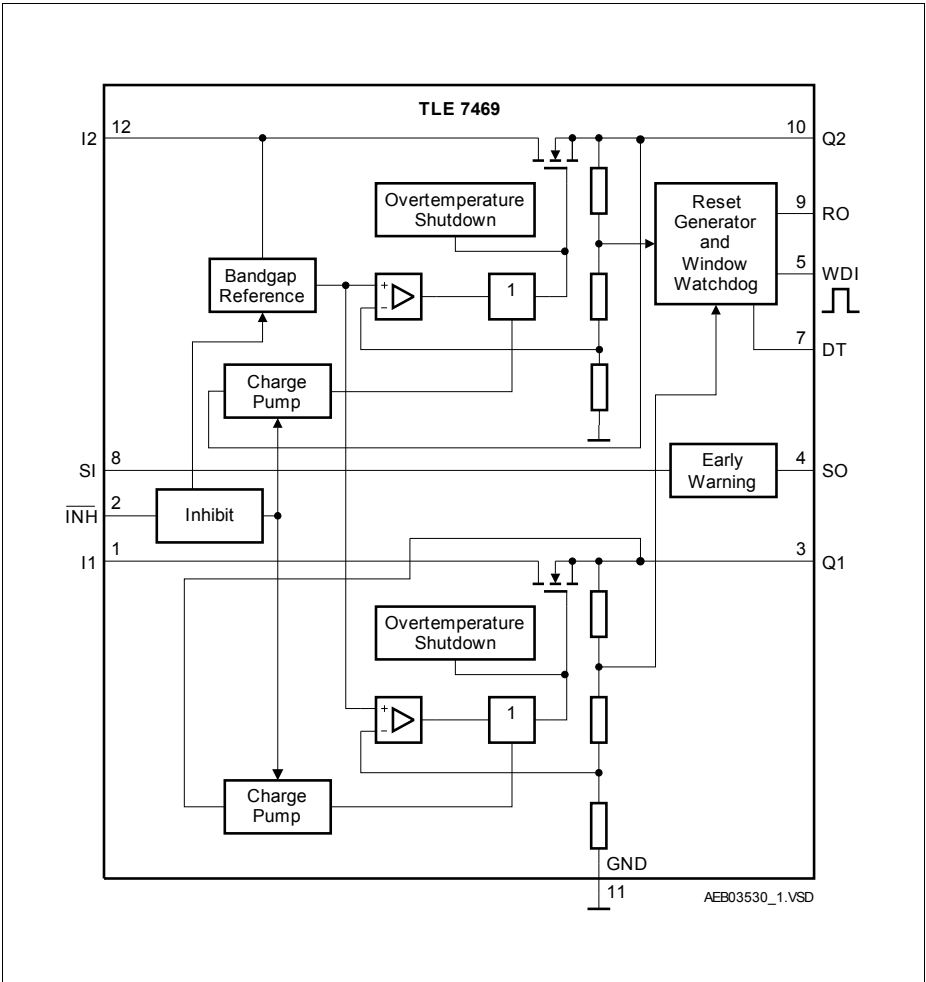 TLE 7469
I2
12
10
Q2
Overtemperature
Shutdown
Reset
Generator
and
Window
Watchdog
9
RO
5
WDI
7
DT
Bandgap
Reference
+
−
1
Charge
Pump
SI
8
Early
Warning
4
SO
INH
2
Inhibit
I1
1
3
Q1
Overtemperature
Shutdown
+
−
1
Charge
Pump
GND
11
AEB03530_1.VSD